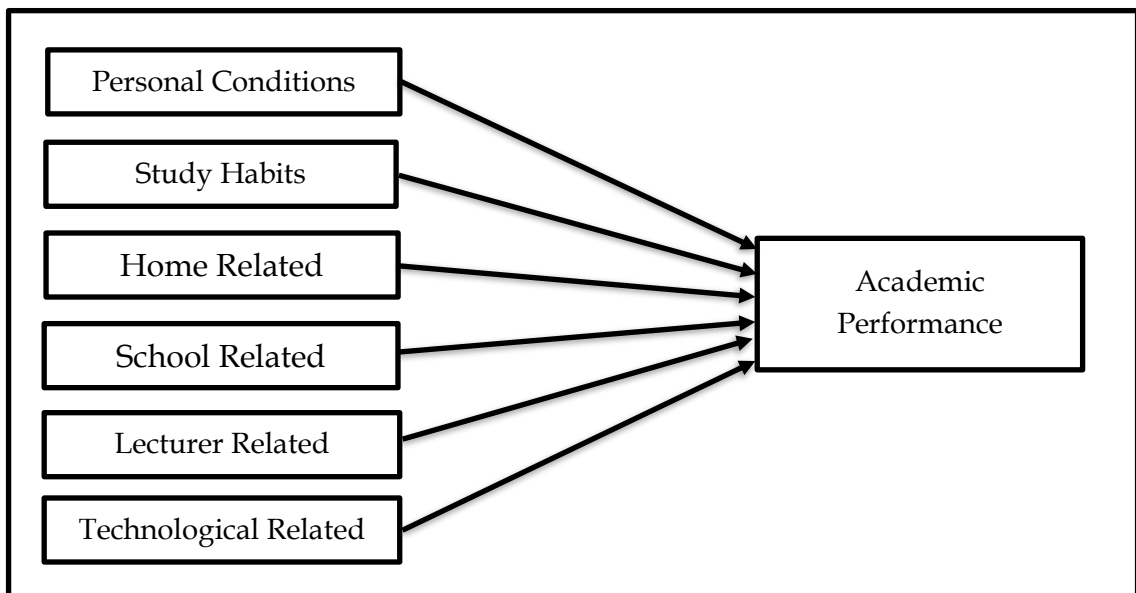 Personal Conditions
Study Habits
Home Related
School Related
Lecturer Related
Technological Related
Academic
Performance